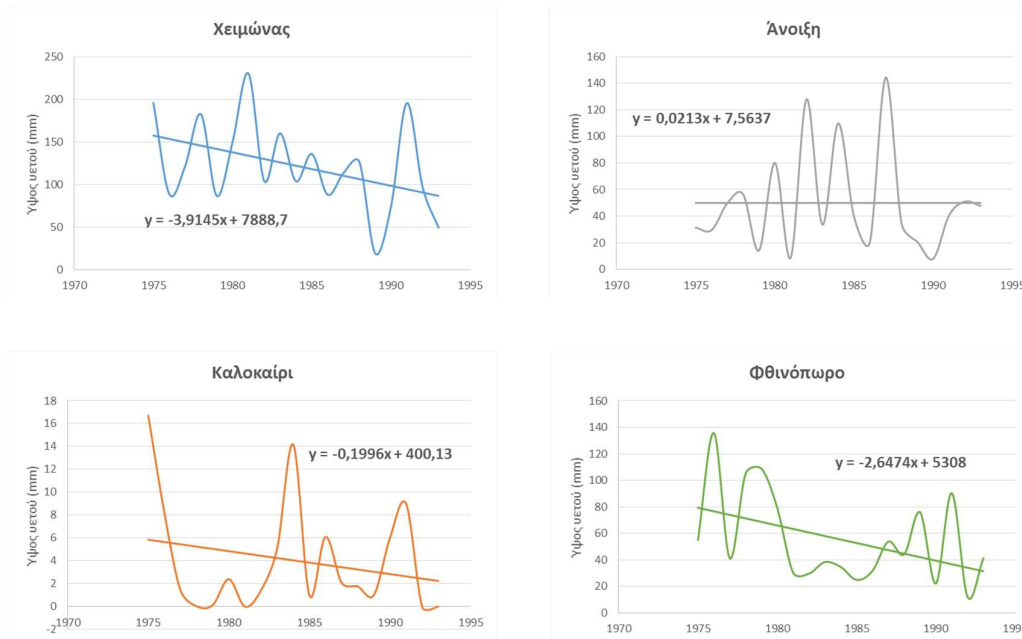 Χειμώνας
250
200
150
100
50
0
Ύψος υετού (mm)
y = -3,9145x + 7888,7
1970 1975 1980 1985 1990 1995
Άνοιξη
160
140
120
100
80
60
40
20
0
Ύψος υετού (mm)
y = 0,0213x + 7,5637
1970 1975 1980 1985 1990 1995
Καλοκαίρι
18
16
14
12
10
8
6
4
2
0
-2
Ύψος υετού (mm)
y = -0,1996x + 400,13
1970 1975 1980 1985 1990 1995
Φθινόπωρο
160
140
120
100
80
60
40
20
0
Ύψος υετού (mm)
y = -2,6474x + 5308
1970 1975 1980 1985 1990 199